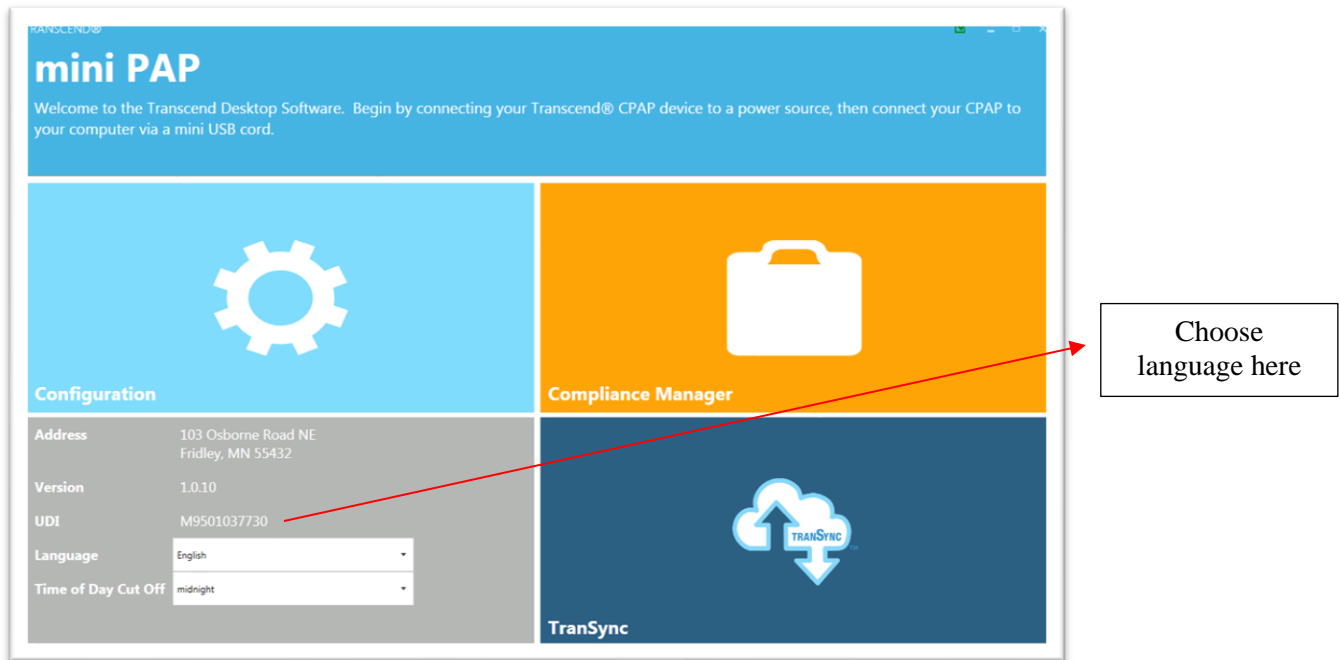 TRANSCEND®
mini PAP
Welcome to the Transcend Desktop Software. Begin by connecting your Transcend® CPAP device to a power source, then connect your CPAP to
your computer via a mini USB cord.
Configuration
Compliance Manager
Address 103 Osborne Road NE
Fridley, MN 55432
Version 1.0.10
UDI M9501037730
Language English
Time of Day Cut Off midnight
TRANSYNC™
TranSync
Choose
language here